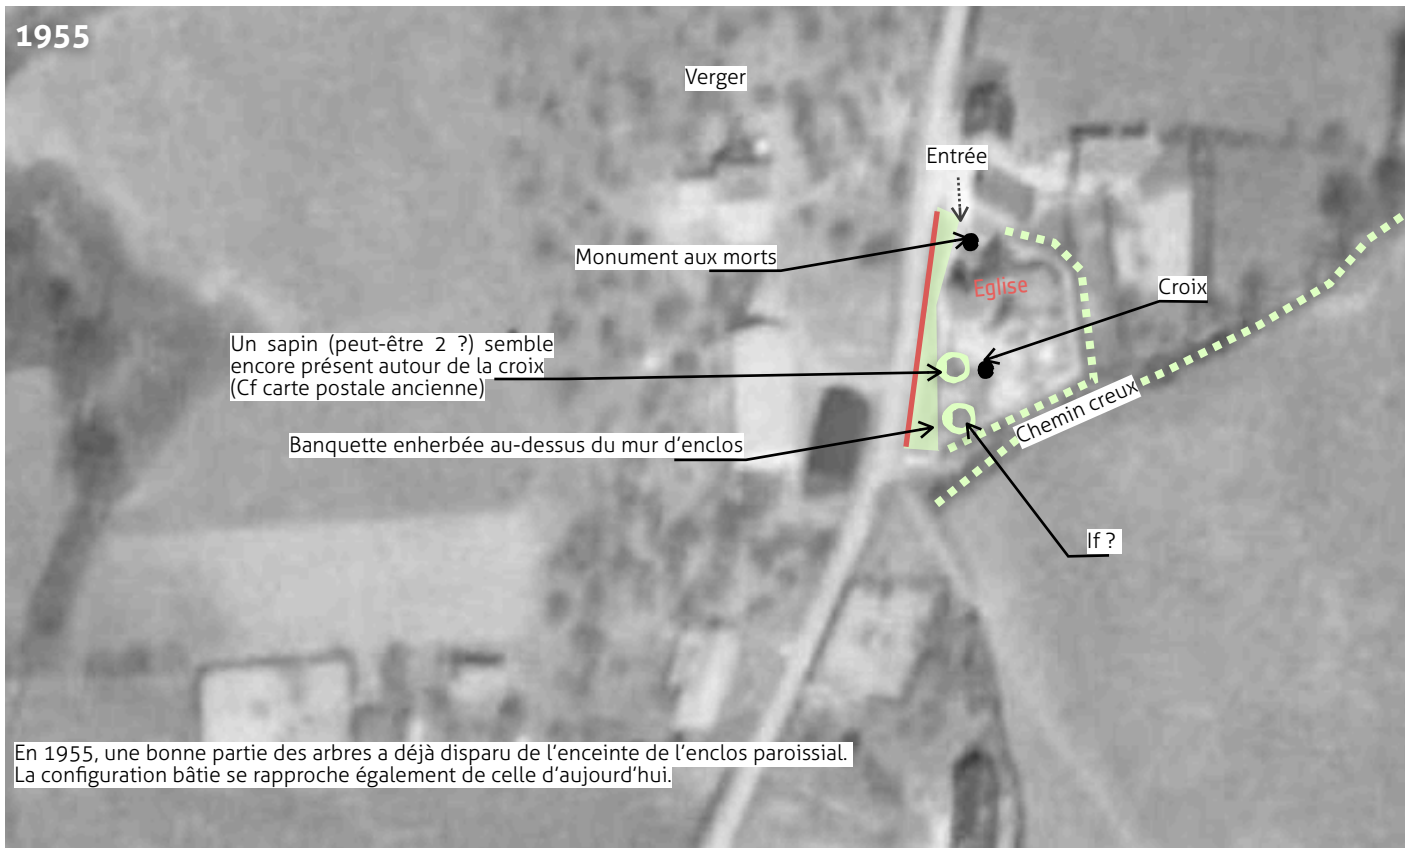 1955
Verger
Entrée
Monument aux morts
Eglise
Croix
Un sapin (peut-être 2 ?) semble
encore présent autour de la croix
(Cf carte postale ancienne)
Chemin creux
Banquette enherbée au-dessus du mur d'enclos
If ?
En 1955, une bonne partie des arbres a déjà disparu de l'enceinte de l'enclos paroissial.
La configuration bâtie se rapproche également de celle d'aujourd'hui.